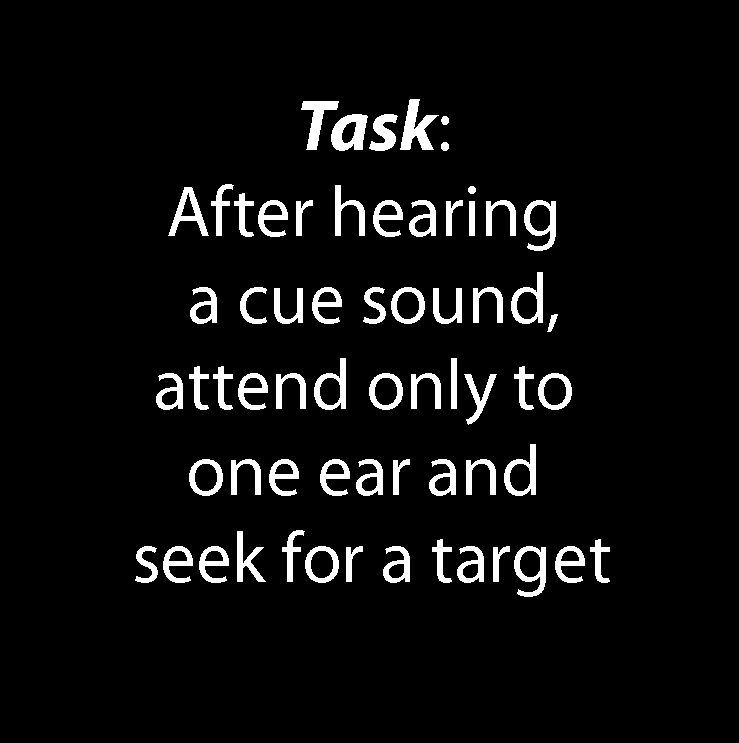 Task:
After hearing
a cue sound,
attend only to
one ear and
seek for a target